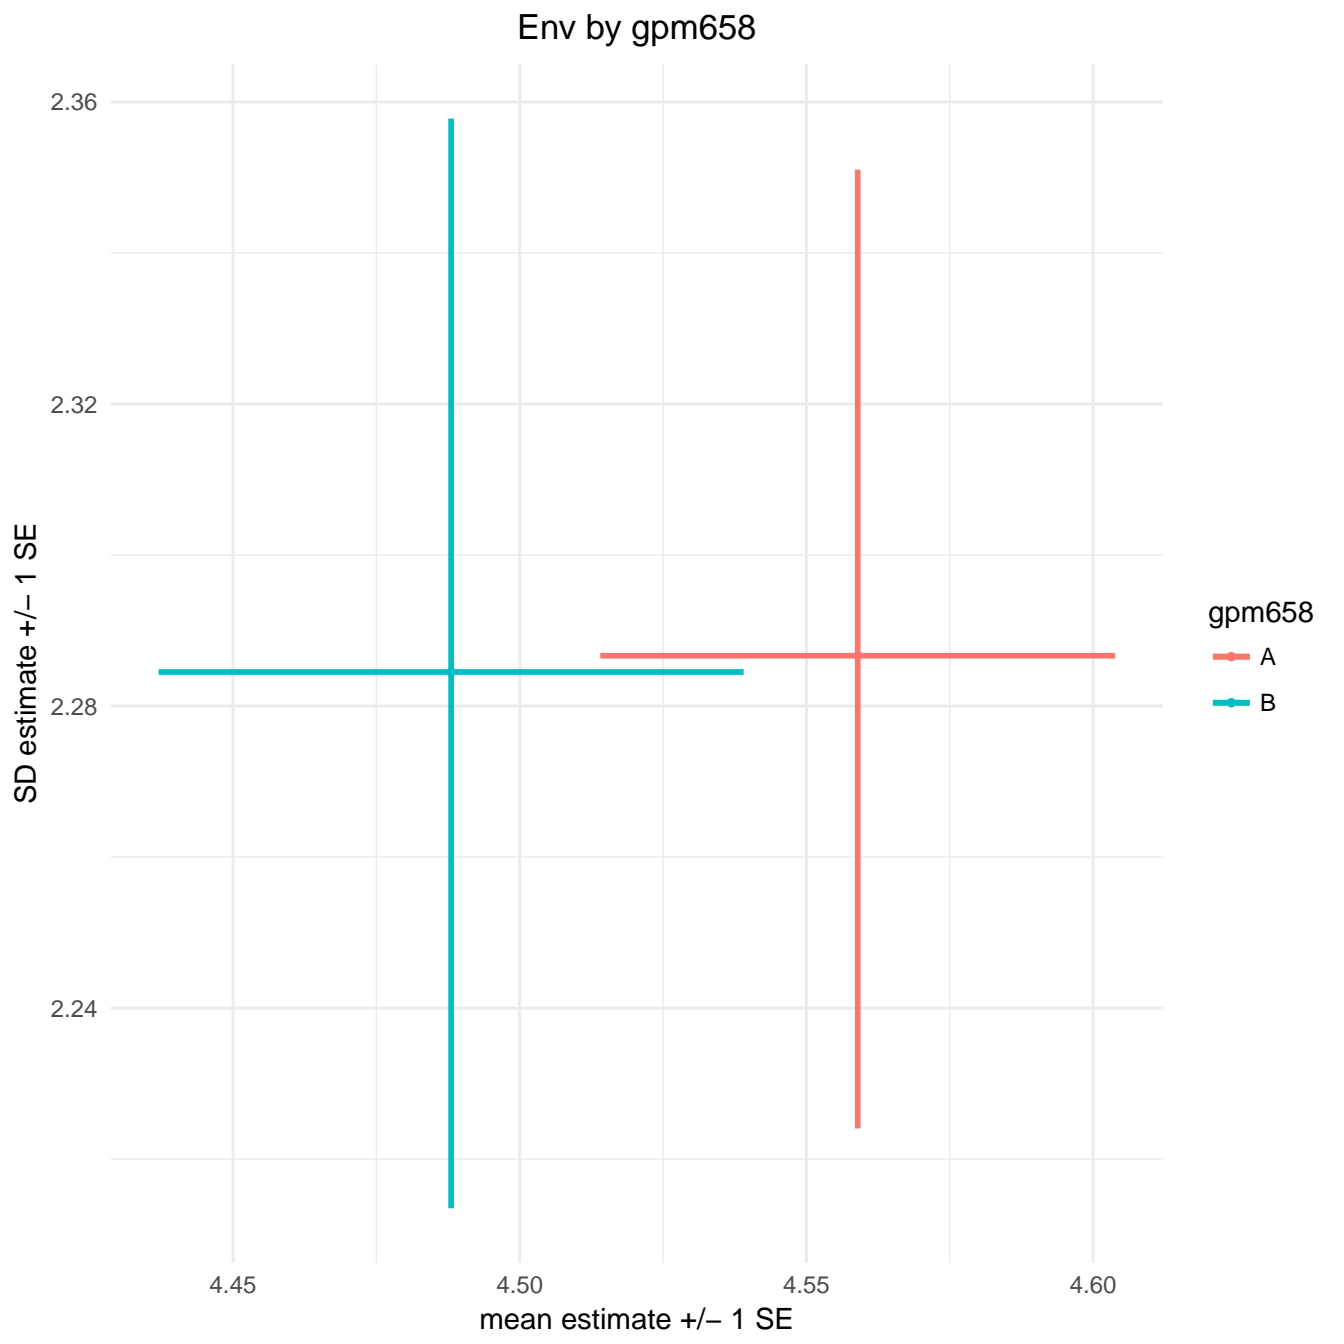 Env by gpm658
2.36
2.32
2.28
2.24
SD estimate +/− 1 SE
4.45 4.50 4.55 4.60
mean estimate +/− 1 SE
gpm658
A
B